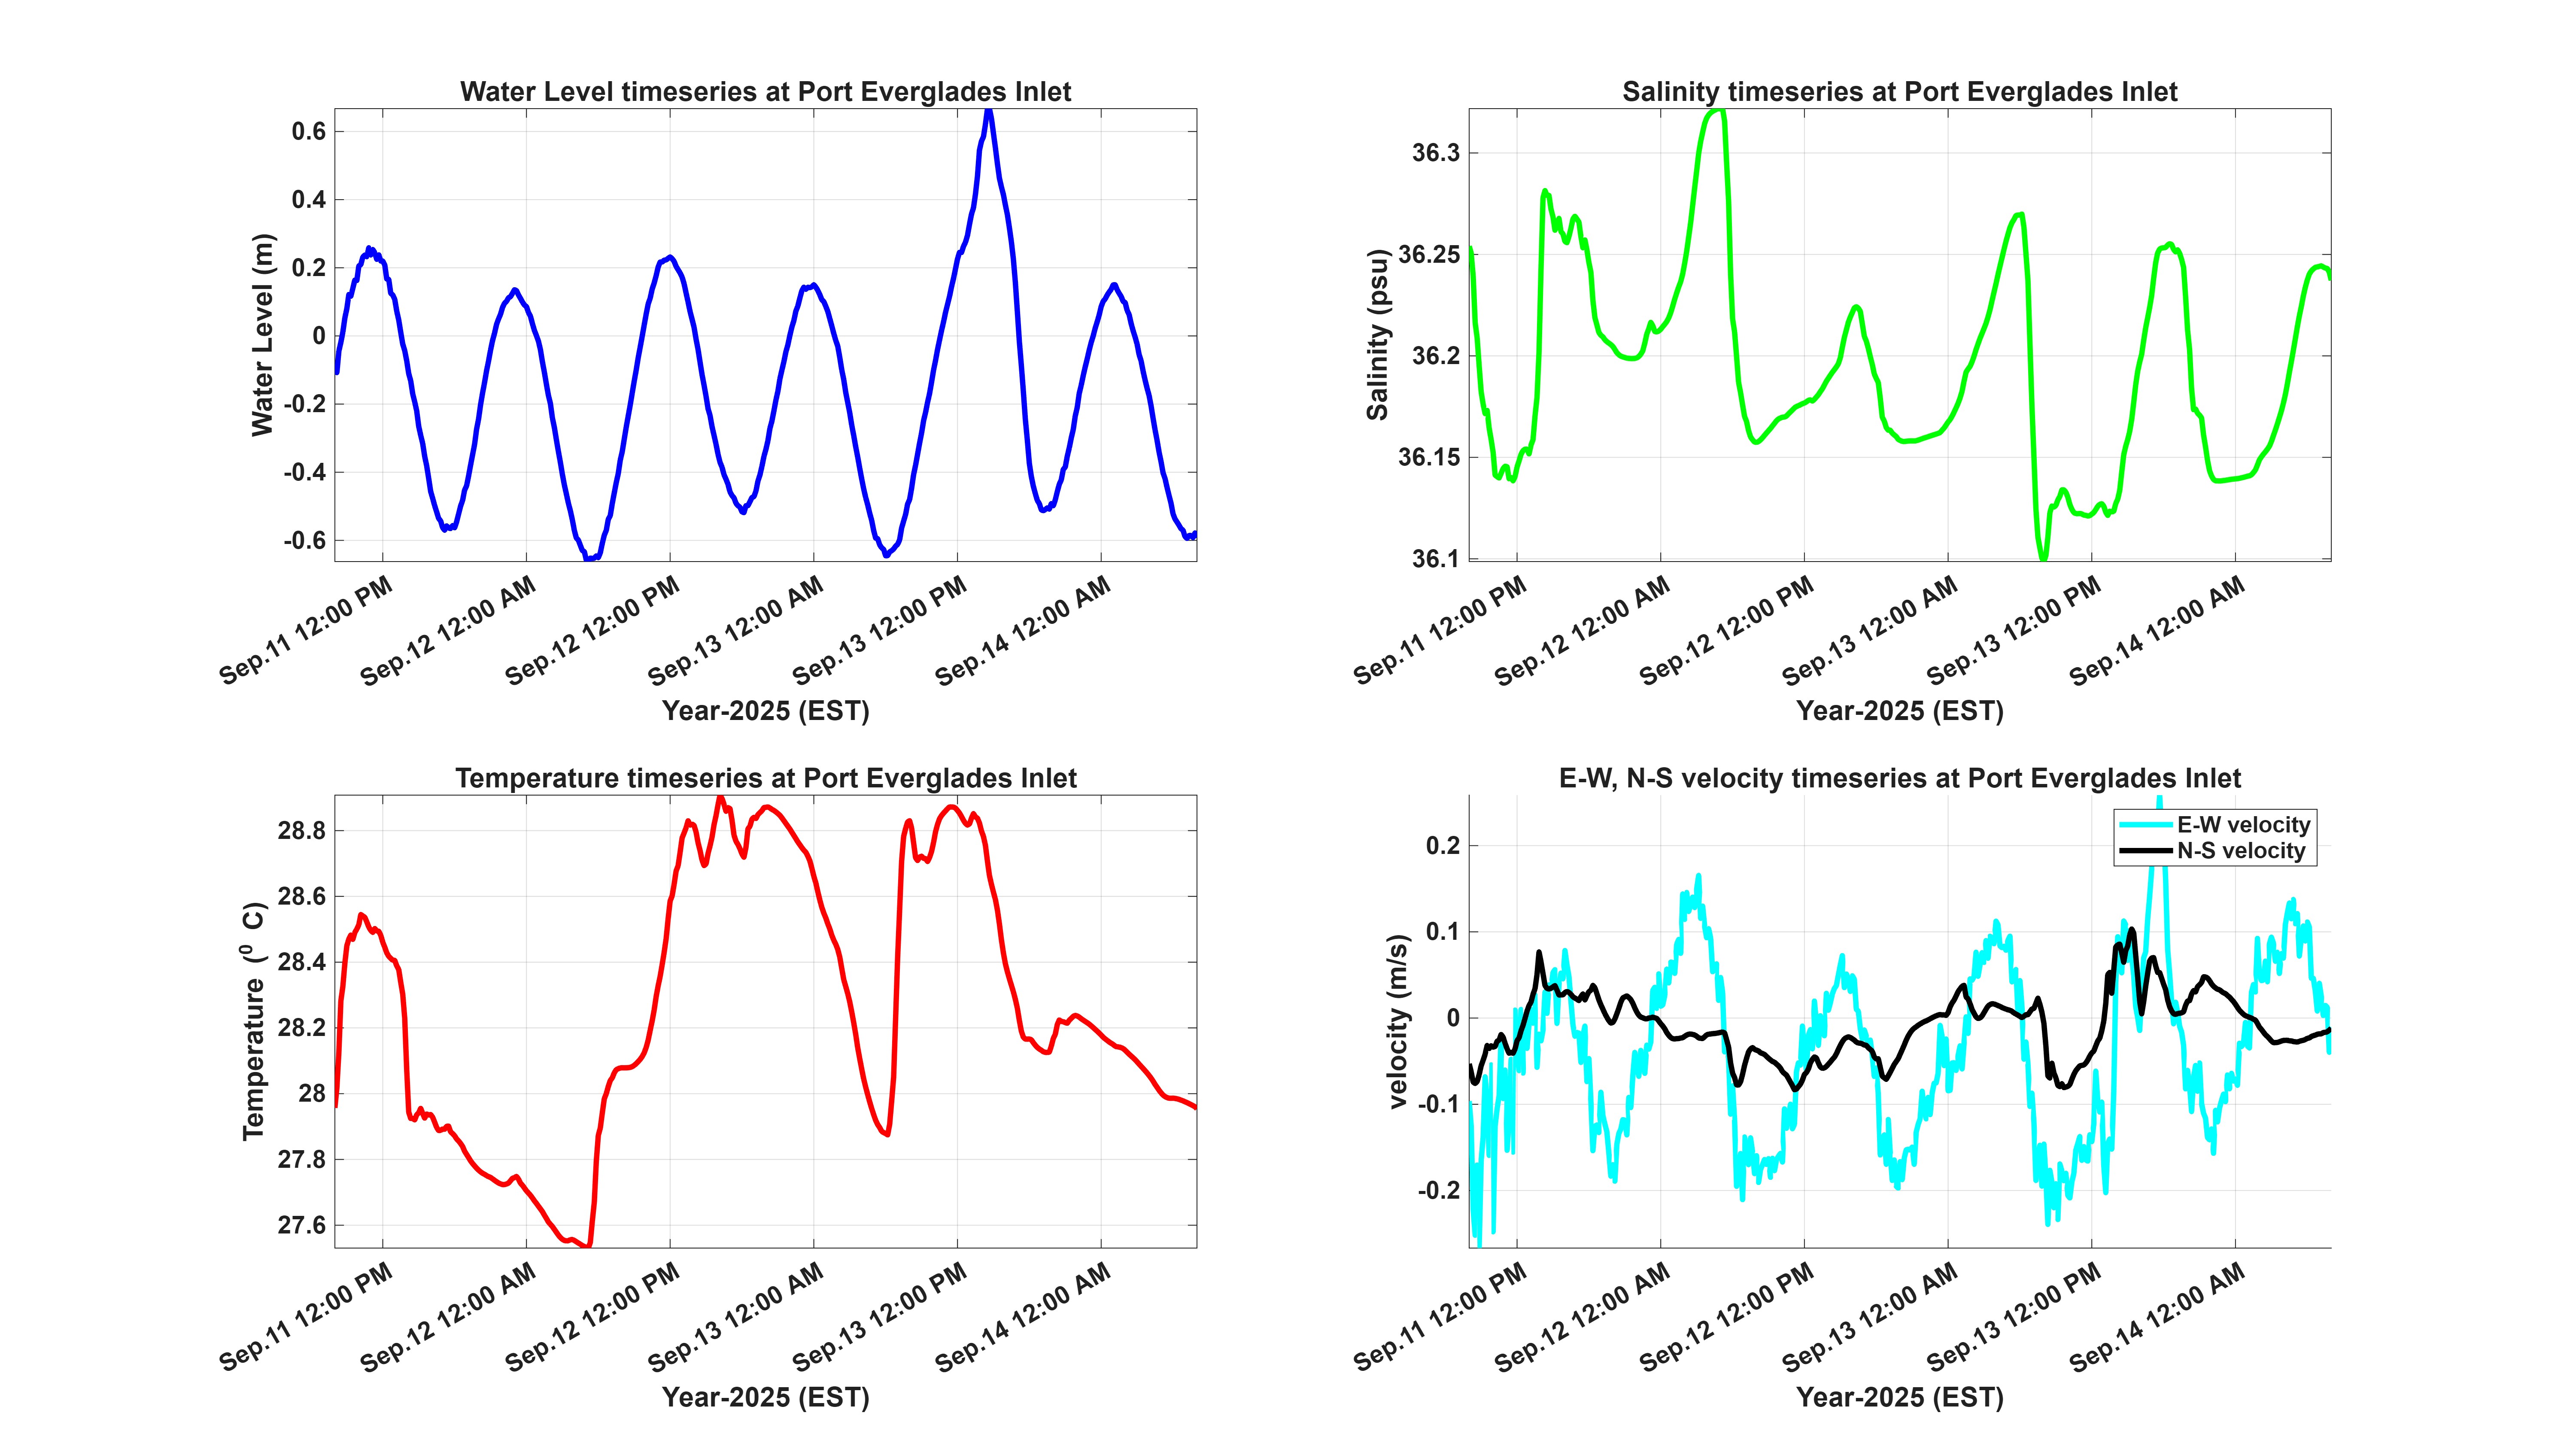 Water Level timeseries at Port Everglades Inlet
Water Level (m)
0.6
0.4
0.2
0
-0.2
-0.4
-0.6
Sep.11 12:00 PM
Sep.12 12:00 AM
Sep.12 12:00 PM
Sep.13 12:00 AM
Sep.13 12:00 PM
Sep.14 12:00 AM
Year-2025 (EST)
Salinity timeseries at Port Everglades Inlet
Salinity (psu)
36.3
36.25
36.2
36.15
36.1
Sep.11 12:00 PM
Sep.12 12:00 AM
Sep.12 12:00 PM
Sep.13 12:00 AM
Sep.13 12:00 PM
Sep.14 12:00 AM
Year-2025 (EST)
Temperature timeseries at Port Everglades Inlet
Temperature (⁰ C)
28.8
28.6
28.4
28.2
28
27.8
27.6
Sep.11 12:00 PM
Sep.12 12:00 AM
Sep.12 12:00 PM
Sep.13 12:00 AM
Sep.13 12:00 PM
Sep.14 12:00 AM
Year-2025 (EST)
E-W, N-S velocity timeseries at Port Everglades Inlet
velocity (m/s)
0.2
0.1
0
-0.1
-0.2
E-W velocity
N-S velocity
Sep.11 12:00 PM
Sep.12 12:00 AM
Sep.12 12:00 PM
Sep.13 12:00 AM
Sep.13 12:00 PM
Sep.14 12:00 AM
Year-2025 (EST)